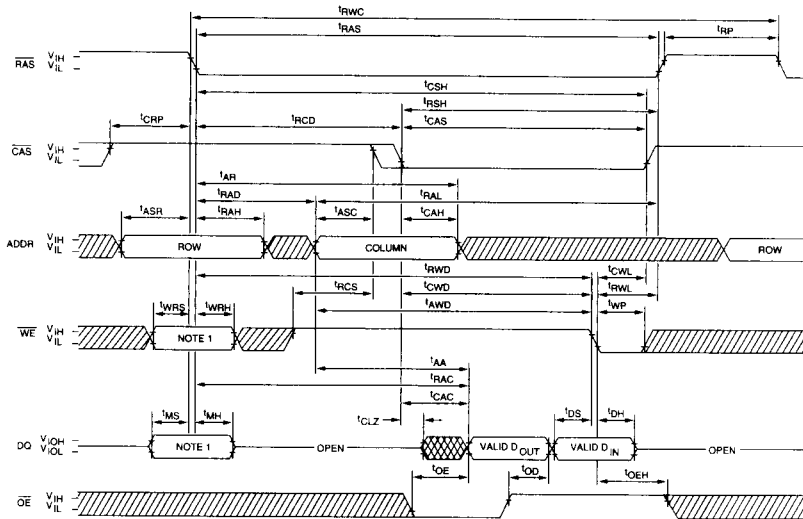 tRWC
tRAS
tRP
RAS VIH
VIL
tCSH
tRSH
tCRP
tRCD
tCAS
CAS VIH
VIL
tAR
tRAD
tRAL
tASR
tRAH
tASC
tCAH
ADDR VIH
VIL
ROW
COLUMN
ROW
tRWD
tCWL
tRCS
tCWD
tRWL
tWRS
tWRH
tAWD
tWP
WE VIH
VIL
NOTE 1
tAA
tRAC
tCAC
tMS
tMH
tCLZ
tDS
tDH
DQ VIOH
VIOL
NOTE 1
OPEN
VALID DOUT
VALID DIN
OPEN
tOE
tOD
tOEH
OE VIH
VIL